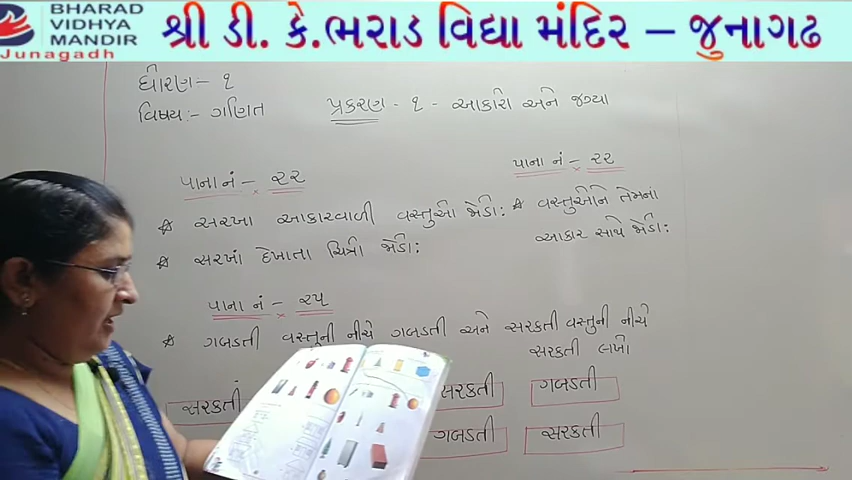 BHARAD
VIDHYA
MANDIR
Junagadh
શ્રી ડી. કે.ભરાડ વિદ્યા મંદિર – જુનાગઢ
ધોરણ:- ૧
વિષય:- ગણિત
પ્રકરણ - ૧ - આકારો અને જગ્યા
પાના નં - ૨૨
☆ સરખા આકારવાળી વસ્તુઓ જોડો:
☆ સરખાં દેખાતા ચિત્રો જોડો:
પાના નં - ૨૨
☆ વસ્તુઓને તેમના
આકાર સાથે જોડો:
પાના નં - ૨૫
☆ ગબડતી વસ્તુની નીચે ગબડતી અને સરકતી વસ્તુની નીચે
સરકતી લખો
સરકતી સરકતી ગબડતી
ગબડતી સરકતી